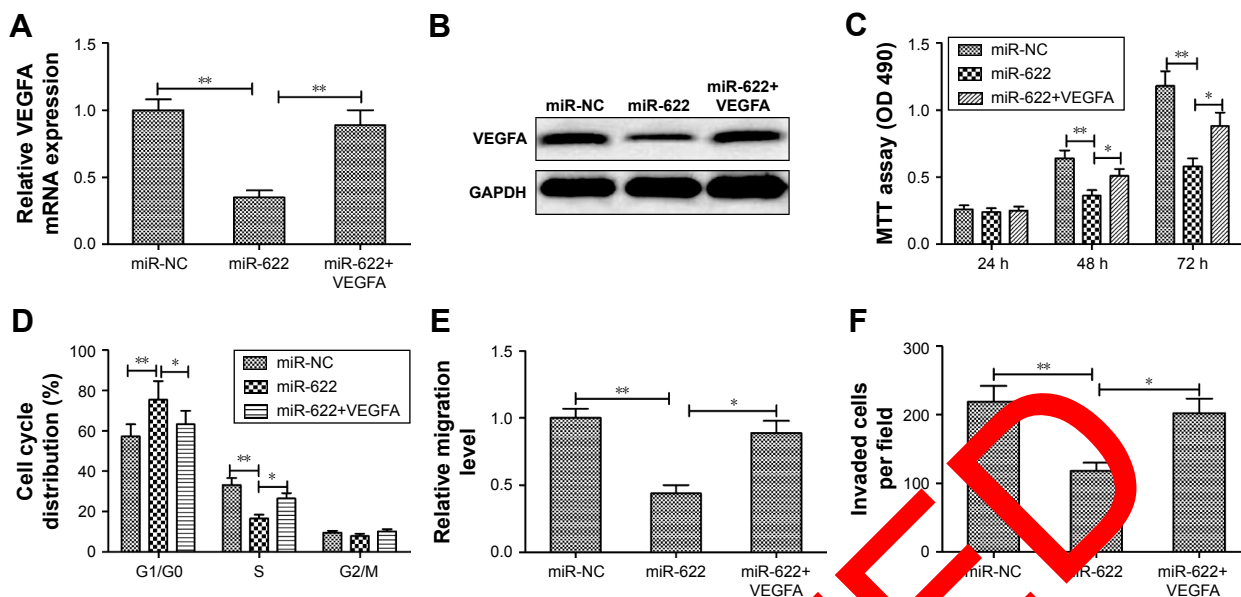 A
Relative VEGFA
mRNA expression
1.5
1.0
0.5
0.0
**
**
miR-NC
miR-622
miR-622+
VEGFA
B
miR-NC
miR-622
miR-622+
VEGFA
VEGFA
GAPDH
C
MTT assay (OD 490)
1.5
1.0
0.5
0.0
miR-NC
miR-622
miR-622+VEGFA
**
*
**
*
24 h
48 h
72 h
D
Cell cycle
distribution (%)
100
80
60
40
20
0
**
*
**
*
miR-NC
miR-622
miR-622+VEGFA
G1/G0
S
G2/M
E
Relative migration
level
1.5
1.0
0.5
0.0
**
*
miR-NC
miR-622
miR-622+
VEGFA
F
Invaded cells
per field
300
200
100
0
**
*
miR-NC
miR-622
miR-622+
VEGFA